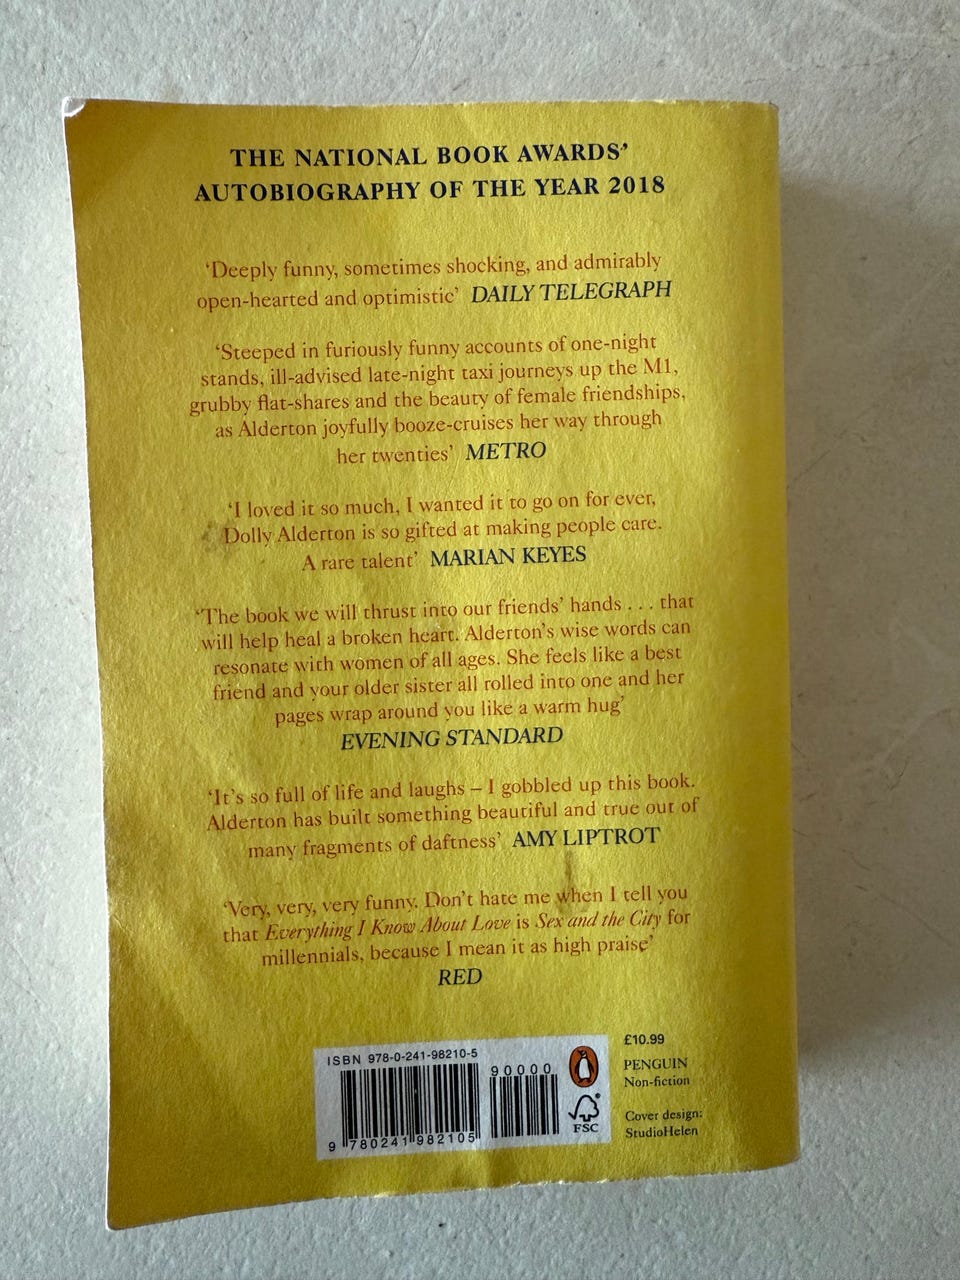 THE NATIONAL BOOK AWARDS'
AUTOBIOGRAPHY OF THE YEAR 2018
'Deeply funny, sometimes shocking, and admirably
open-hearted and optimistic' DAILY TELEGRAPH
'Steeped in furiously funny accounts of one-night
stands, ill-advised late-night taxi journeys up the M1,
grubby flat-shares and the beauty of female friendships,
as Alderton joyfully booze-cruises her way through
her twenties' METRO
'I loved it so much, I wanted it to go on for ever,
Dolly Alderton is so gifted at making people care.
A rare talent' MARIAN KEYES
'The book we will thrust into our friends' hands . . . that
will help heal a broken heart. Alderton's wise words can
resonate with women of all ages. She feels like a best
friend and your older sister all rolled into one and her
pages wrap around you like a warm hug'
EVENING STANDARD
'It's so full of life and laughs – I gobbled up this book.
Alderton has built something beautiful and true out of
many fragments of daftness' AMY LIPTROT
'Very, very, very funny. Don't hate me when I tell you
that Everything I Know About Love is Sex and the City for
millennials, because I mean it as high praise'
RED
ISBN 978-0-241-98210-5
90000
9 780241 982105
FSC
£10.99
PENGUIN
Non-fiction
Cover design:
StudioHelen